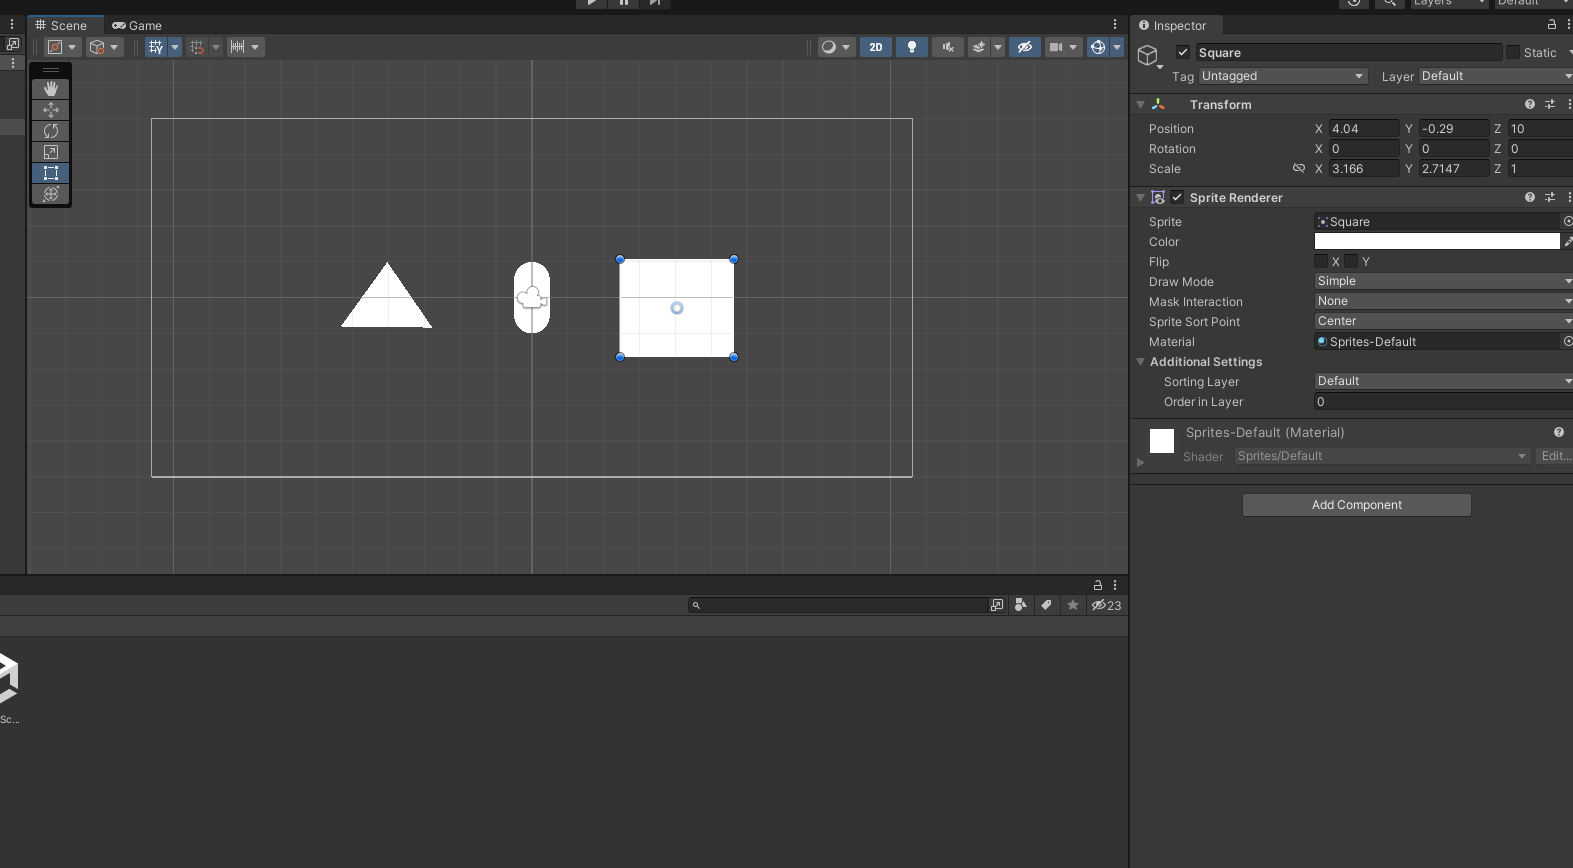 Layers
Default
Scene
Game
2D
Inspector
Square
Static
Tag
Untagged
Layer
Default
Transform
Position
X
4.04
Y
-0.29
Z
10
Rotation
X
0
Y
0
Z
0
Scale
X
3.166
Y
2.7147
Z
1
Sprite Renderer
Sprite
Square
Color
Flip
X
Y
Draw Mode
Simple
Mask Interaction
None
Sprite Sort Point
Center
Material
Sprites-Default
Additional Settings
Sorting Layer
Default
Order in Layer
0
Sprites-Default (Material)
Shader
Sprites/Default
Edit...
Add Component
23
Sc...